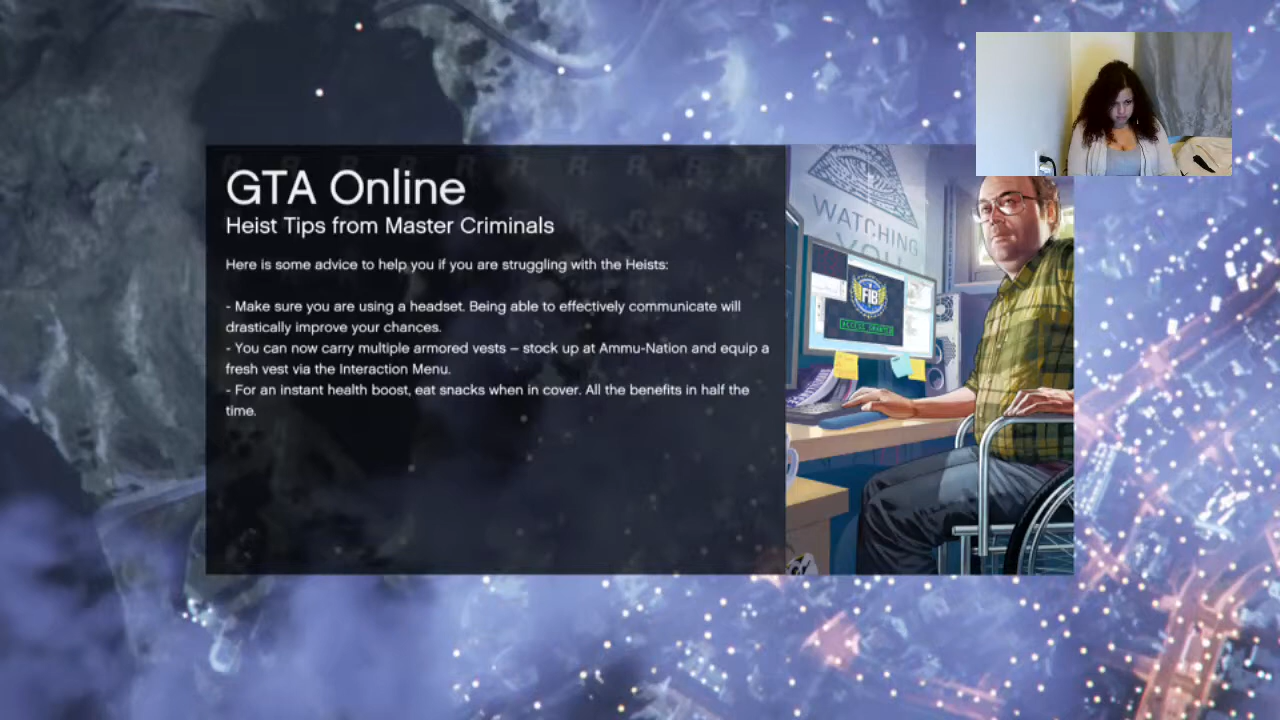 GTA Online
Heist Tips from Master Criminals
Here is some advice to help you if you are struggling with the Heists:
- Make sure you are using a headset. Being able to effectively communicate will
drastically improve your chances.
- You can now carry multiple armored vests – stock up at Ammu-Nation and equip a
fresh vest via the Interaction Menu.
- For an instant health boost, eat snacks when in cover. All the benefits in half the
time.
WATCHING
YOU
FIB
ACCESS GRANTED